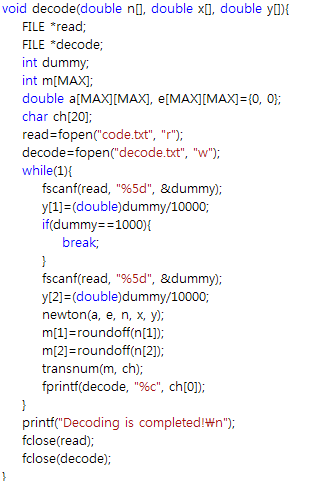 void decode(double n[], double x[], double y[]){
FILE *read;
FILE *decode;
int dummy;
int m[MAX];
double a[MAX][MAX], e[MAX][MAX]={0, 0};
char ch[20];
read=fopen("code.txt", "r");
decode=fopen("decode.txt", "w");
while(1){
fscanf(read, "%5d", &dummy);
y[1]=(double)dummy/10000;
if(dummy==1000){
break;
}
fscanf(read, "%5d", &dummy);
y[2]=(double)dummy/10000;
newton(a, e, n, x, y);
m[1]=roundoff(n[1]);
m[2]=roundoff(n[2]);
transnum(m, ch);
fprintf(decode, "%c", ch[0]);
}
printf("Decoding is completed!₩n");
fclose(read);
fclose(decode);
}